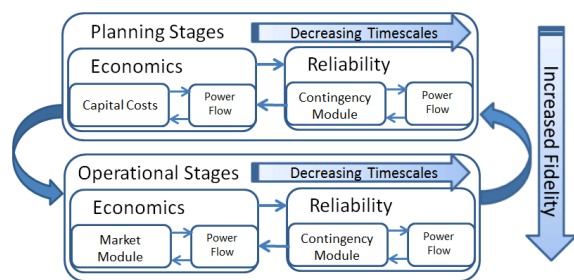 Planning Stages
Decreasing Timescales
Economics
Reliability
Capital Costs
Power
Flow
Contingency
Module
Power
Flow
Operational Stages
Decreasing Timescales
Economics
Reliability
Market
Module
Power
Flow
Contingency
Module
Power
Flow
Increased Fidelity